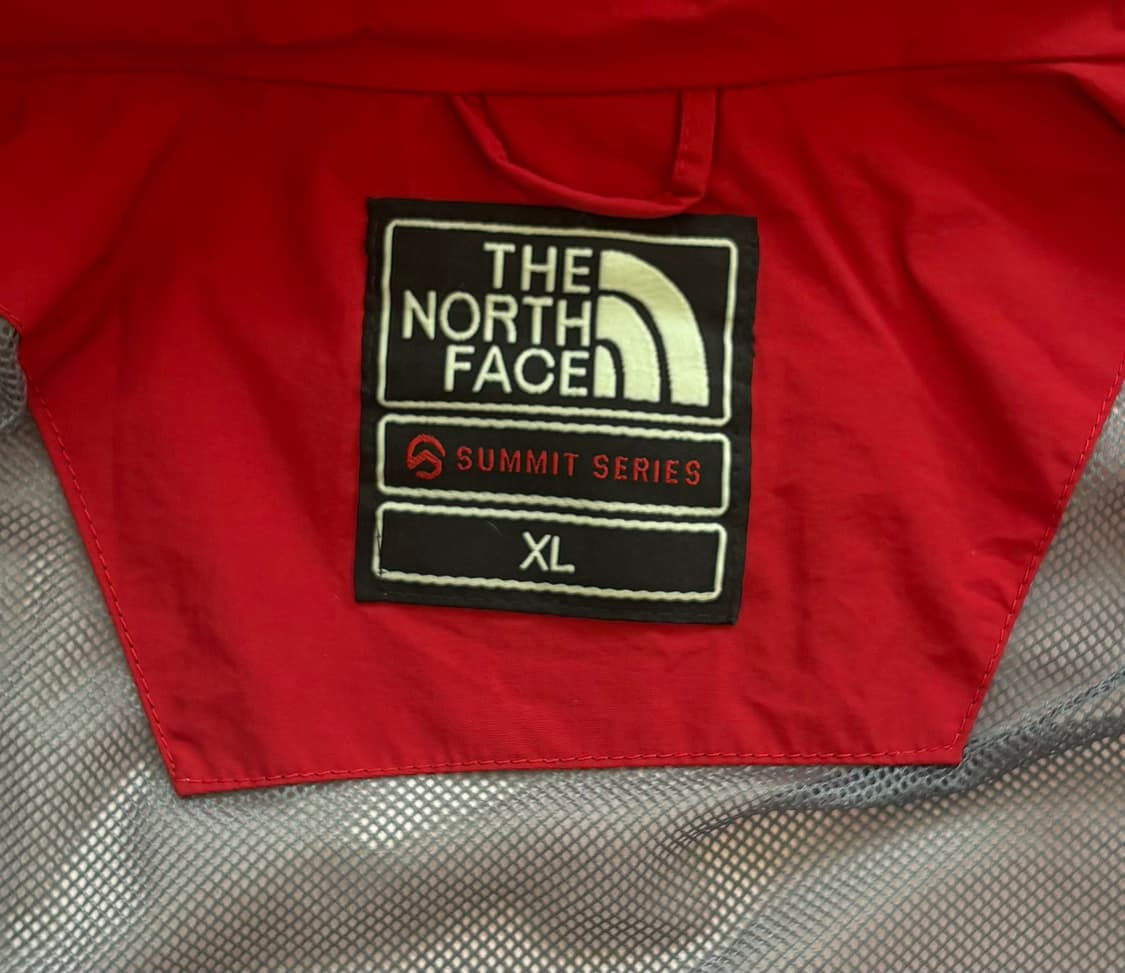 THE
NORTH
FACE
SUMMIT SERIES
XL